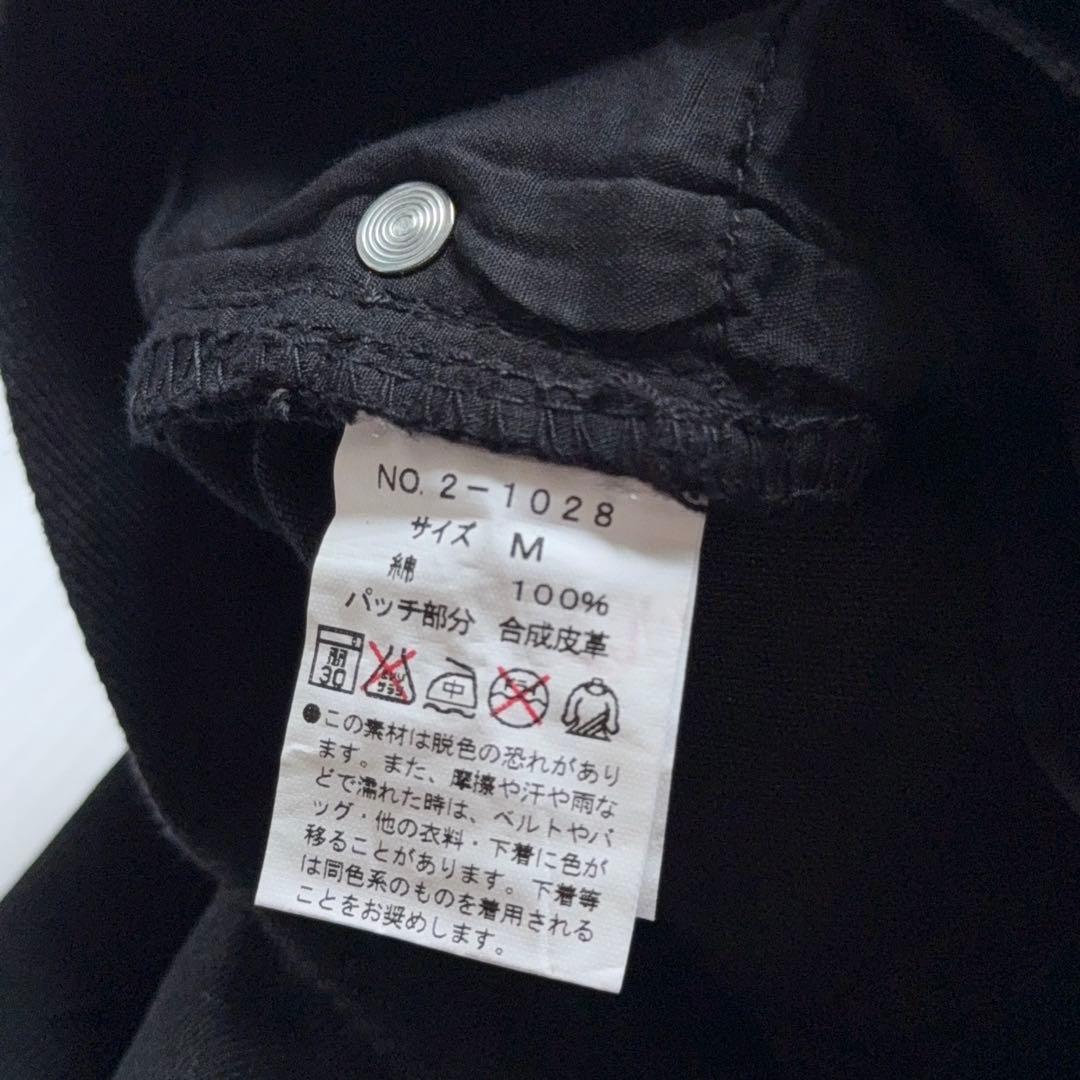 NO. 2-1028
サイズ M
綿 100%
パッチ部分 合成皮革
30
中
●この素材は脱色の恐れがあり
ます。また、摩擦や汗や雨な
どで濡れた時は、ベルトやバ
ッグ・他の衣料・下着に色が
移ることがあります。下着等
は同色系のものを着用される
ことをお奨めします。